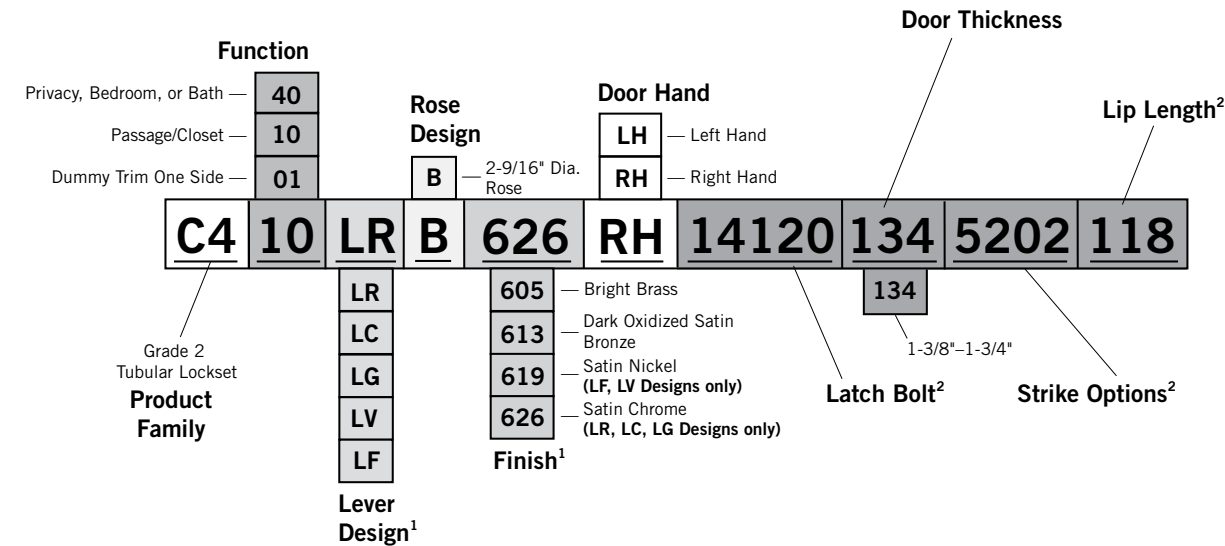 Door Thickness
Function
Privacy, Bedroom, or Bath
40
Rose
Design
Door Hand
Lip Length²
Passage/Closet
10
LH
Left Hand
Dummy Trim One Side
01
B
2-9/16" Dia.
Rose
RH
Right Hand
C4 10 LR B 626 RH 14120 134 5202 118
LR
LC
LG
LV
LF
Lever
Design¹
605
Bright Brass
613
Dark Oxidized Satin
Bronze
619
Satin Nickel
(LF, LV Designs only)
626
Satin Chrome
(LR, LC, LG Designs only)
Finish¹
134
1-3/8"–1-3/4"
Grade 2
Tubular Lockset
Product
Family
Latch Bolt²
Strike Options²